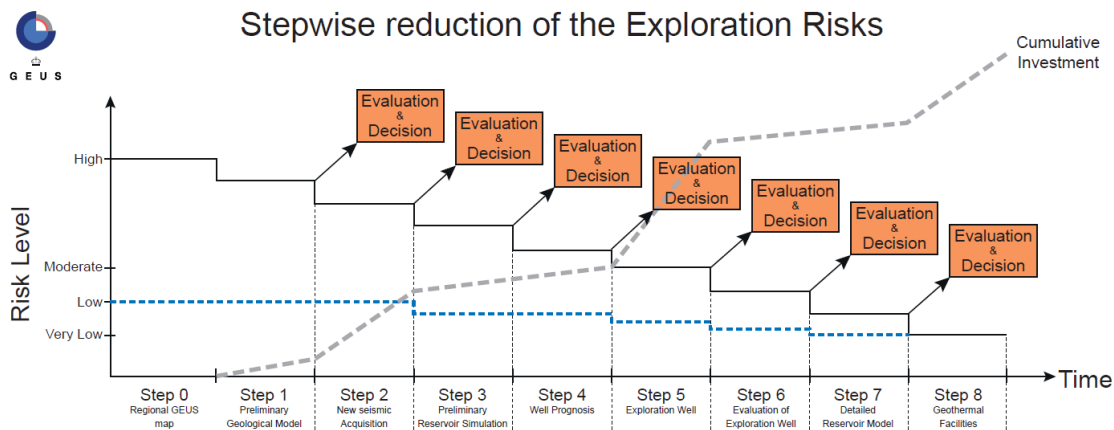 Stepwise reduction of the Exploration Risks
G E U S
Cumulative
Investment
Evaluation
&
Decision
Evaluation
&
Decision
Evaluation
&
Decision
Evaluation
&
Decision
Evaluation
&
Decision
Evaluation
&
Decision
Evaluation
&
Decision
Risk Level
High
Moderate
Low
Very Low
Time
Step 0
Regional GEUS
map
Step 1
Preliminary
Geological Model
Step 2
New seismic
Acquisition
Step 3
Preliminary
Reservoir Simulation
Step 4
Well Prognosis
Step 5
Exploration Well
Step 6
Evaluation of
Exploration Well
Step 7
Detailed
Reservoir Model
Step 8
Geothermal
Facilities